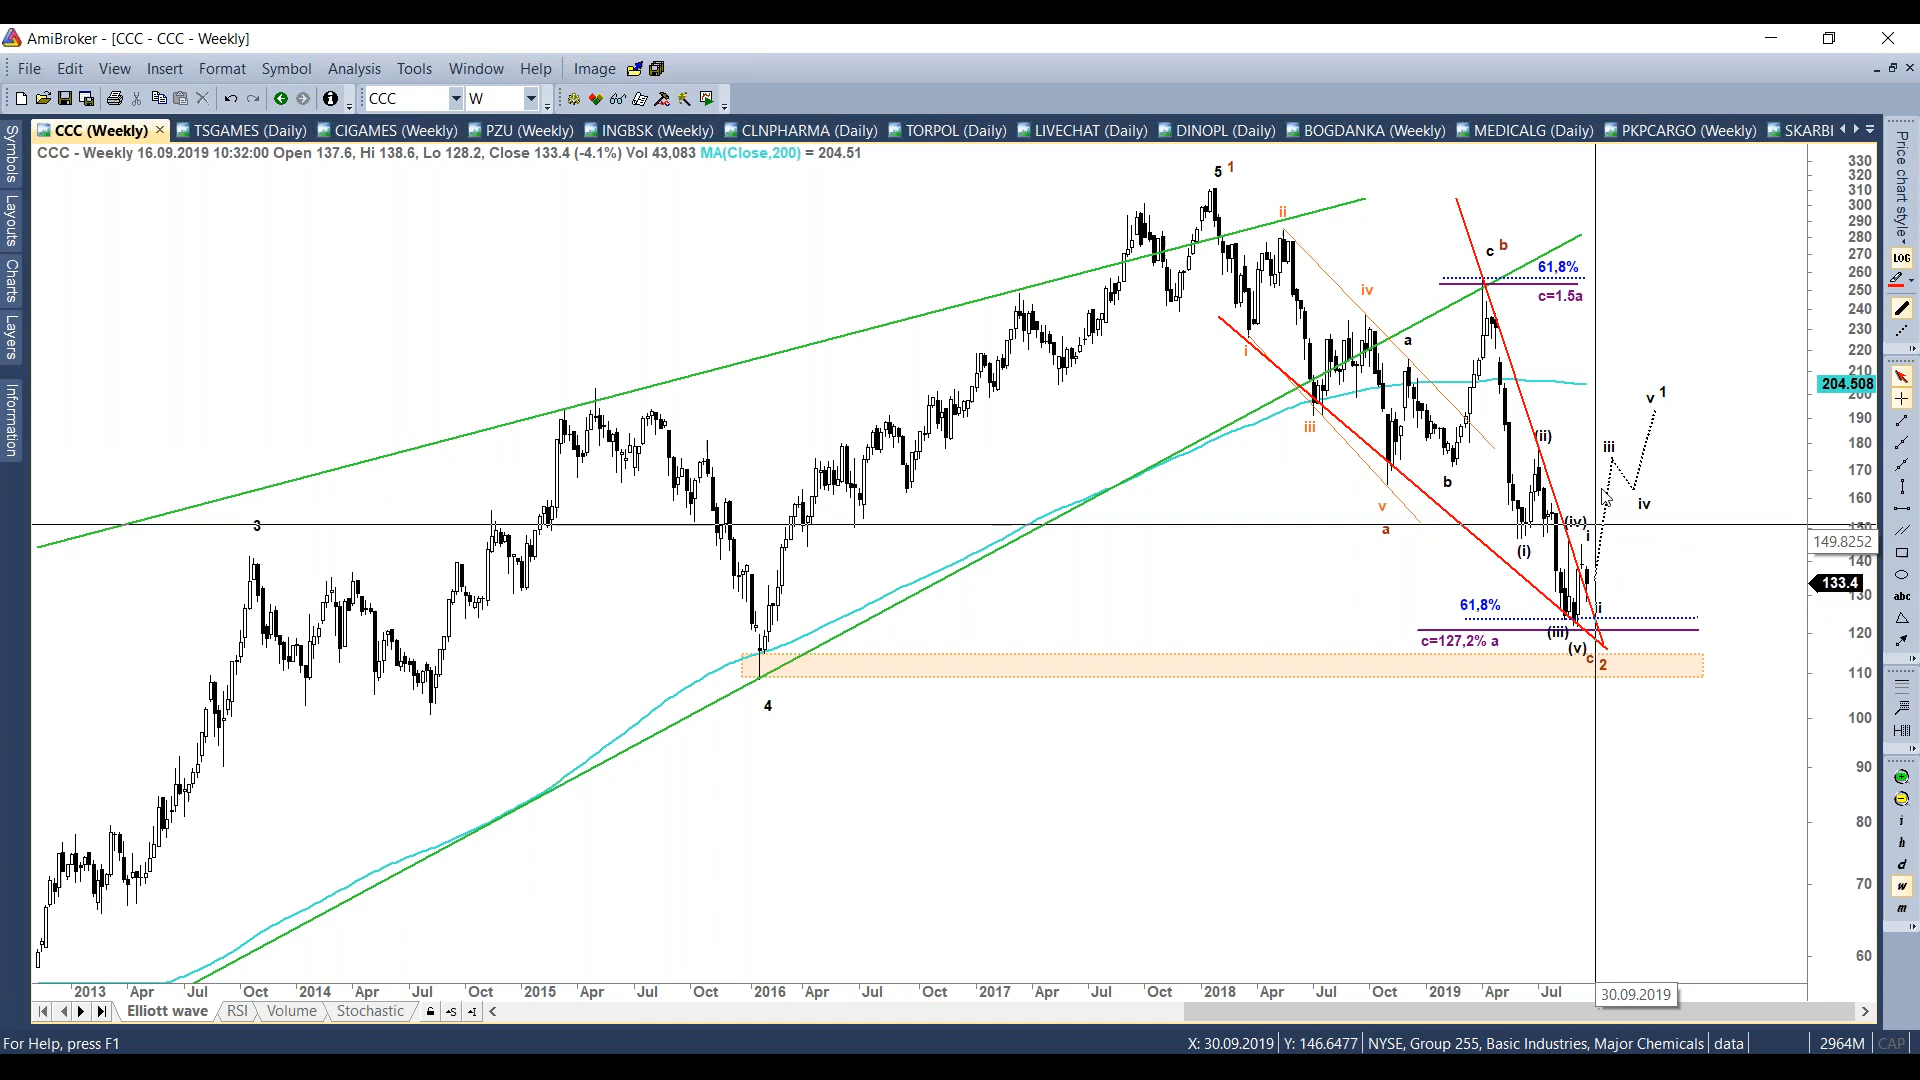 AmiBroker - [CCC - CCC - Weekly]
File Edit View Insert Format Symbol Analysis Tools Window Help Image
CCC W
CCC (Weekly) TSGAMES (Daily) CIGAMES (Weekly) PZU (Weekly) INGBSK (Weekly) CLNPHARMA (Daily) TORPOL (Daily) LIVECHAT (Daily) DINOPL (Daily) BOGDANKA (Weekly) MEDICALG (Daily) PKPCARGO (Weekly) SKARBI
CCC - Weekly 16.09.2019 10:32:00 Open 137.6, Hi 138.6, Lo 128.2, Close 133.4 (-4.1%) Vol 43,083 MA(Close,200) = 204.51
Symbols
Layouts
Charts
Layers
Information
5 1
ii
c b
61,8%
c=1.5a
iv
a
i
iii
b
v
a
3
(ii)
v 1
iii
iv
(iv)
i
(i)
61,8%
ii
(iii)
c=127,2% a
(v) c 2
4
330
320
310
300
290
280
270
260
250
240
230
220
210
204.508
200
190
180
170
160
150
149.8252
140
133.4
130
120
110
100
90
80
70
60
Price chart style
LOG
abc
i
h
d
w
m
2013 Apr Jul Oct 2014 Apr Jul Oct 2015 Apr Jul Oct 2016 Apr Jul Oct 2017 Apr Jul Oct 2018 Apr Jul Oct 2019 Apr Jul 30.09.2019
Elliott wave RSI Volume Stochastic
For Help, press F1
X: 30.09.2019 Y: 146.6477 NYSE, Group 255, Basic Industries, Major Chemicals data 2964M CAP